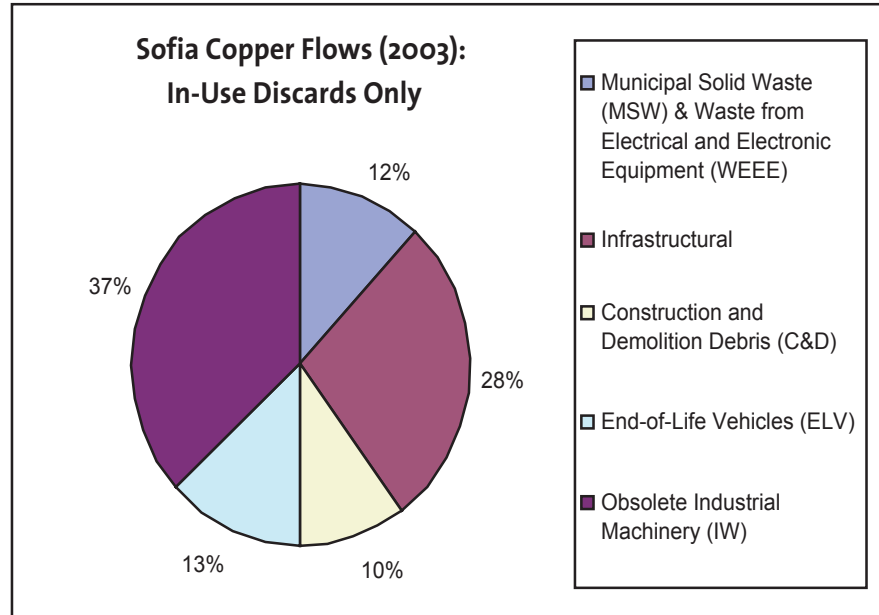 Sofia Copper Flows (2003):
In-Use Discards Only
12%
28%
10%
13%
37%
Municipal Solid Waste
(MSW) & Waste from
Electrical and Electronic
Equipment (WEEE)
Infrastructural
Construction and
Demolition Debris (C&D)
End-of-Life Vehicles (ELV)
Obsolete Industrial
Machinery (IW)